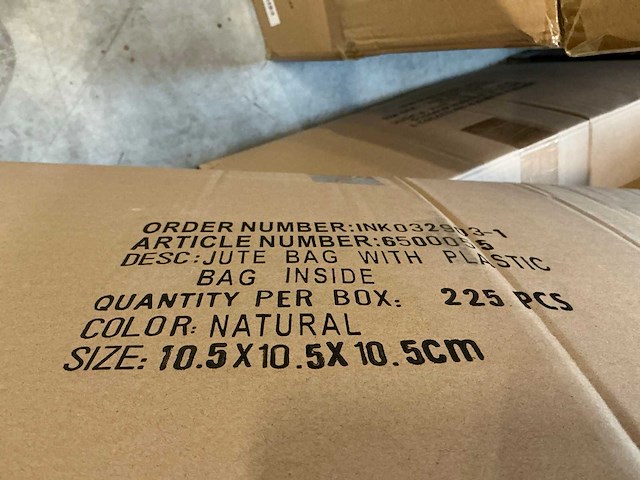 ORDER NUMBER:
ARTICLE NUMBER:
DESC:JUTE BAG WITH PLASTIC
BAG INSIDE
QUANTITY PER BOX: 225 PCS
COLOR: NATURAL
SIZE: 10.5X10.5X10.5cm